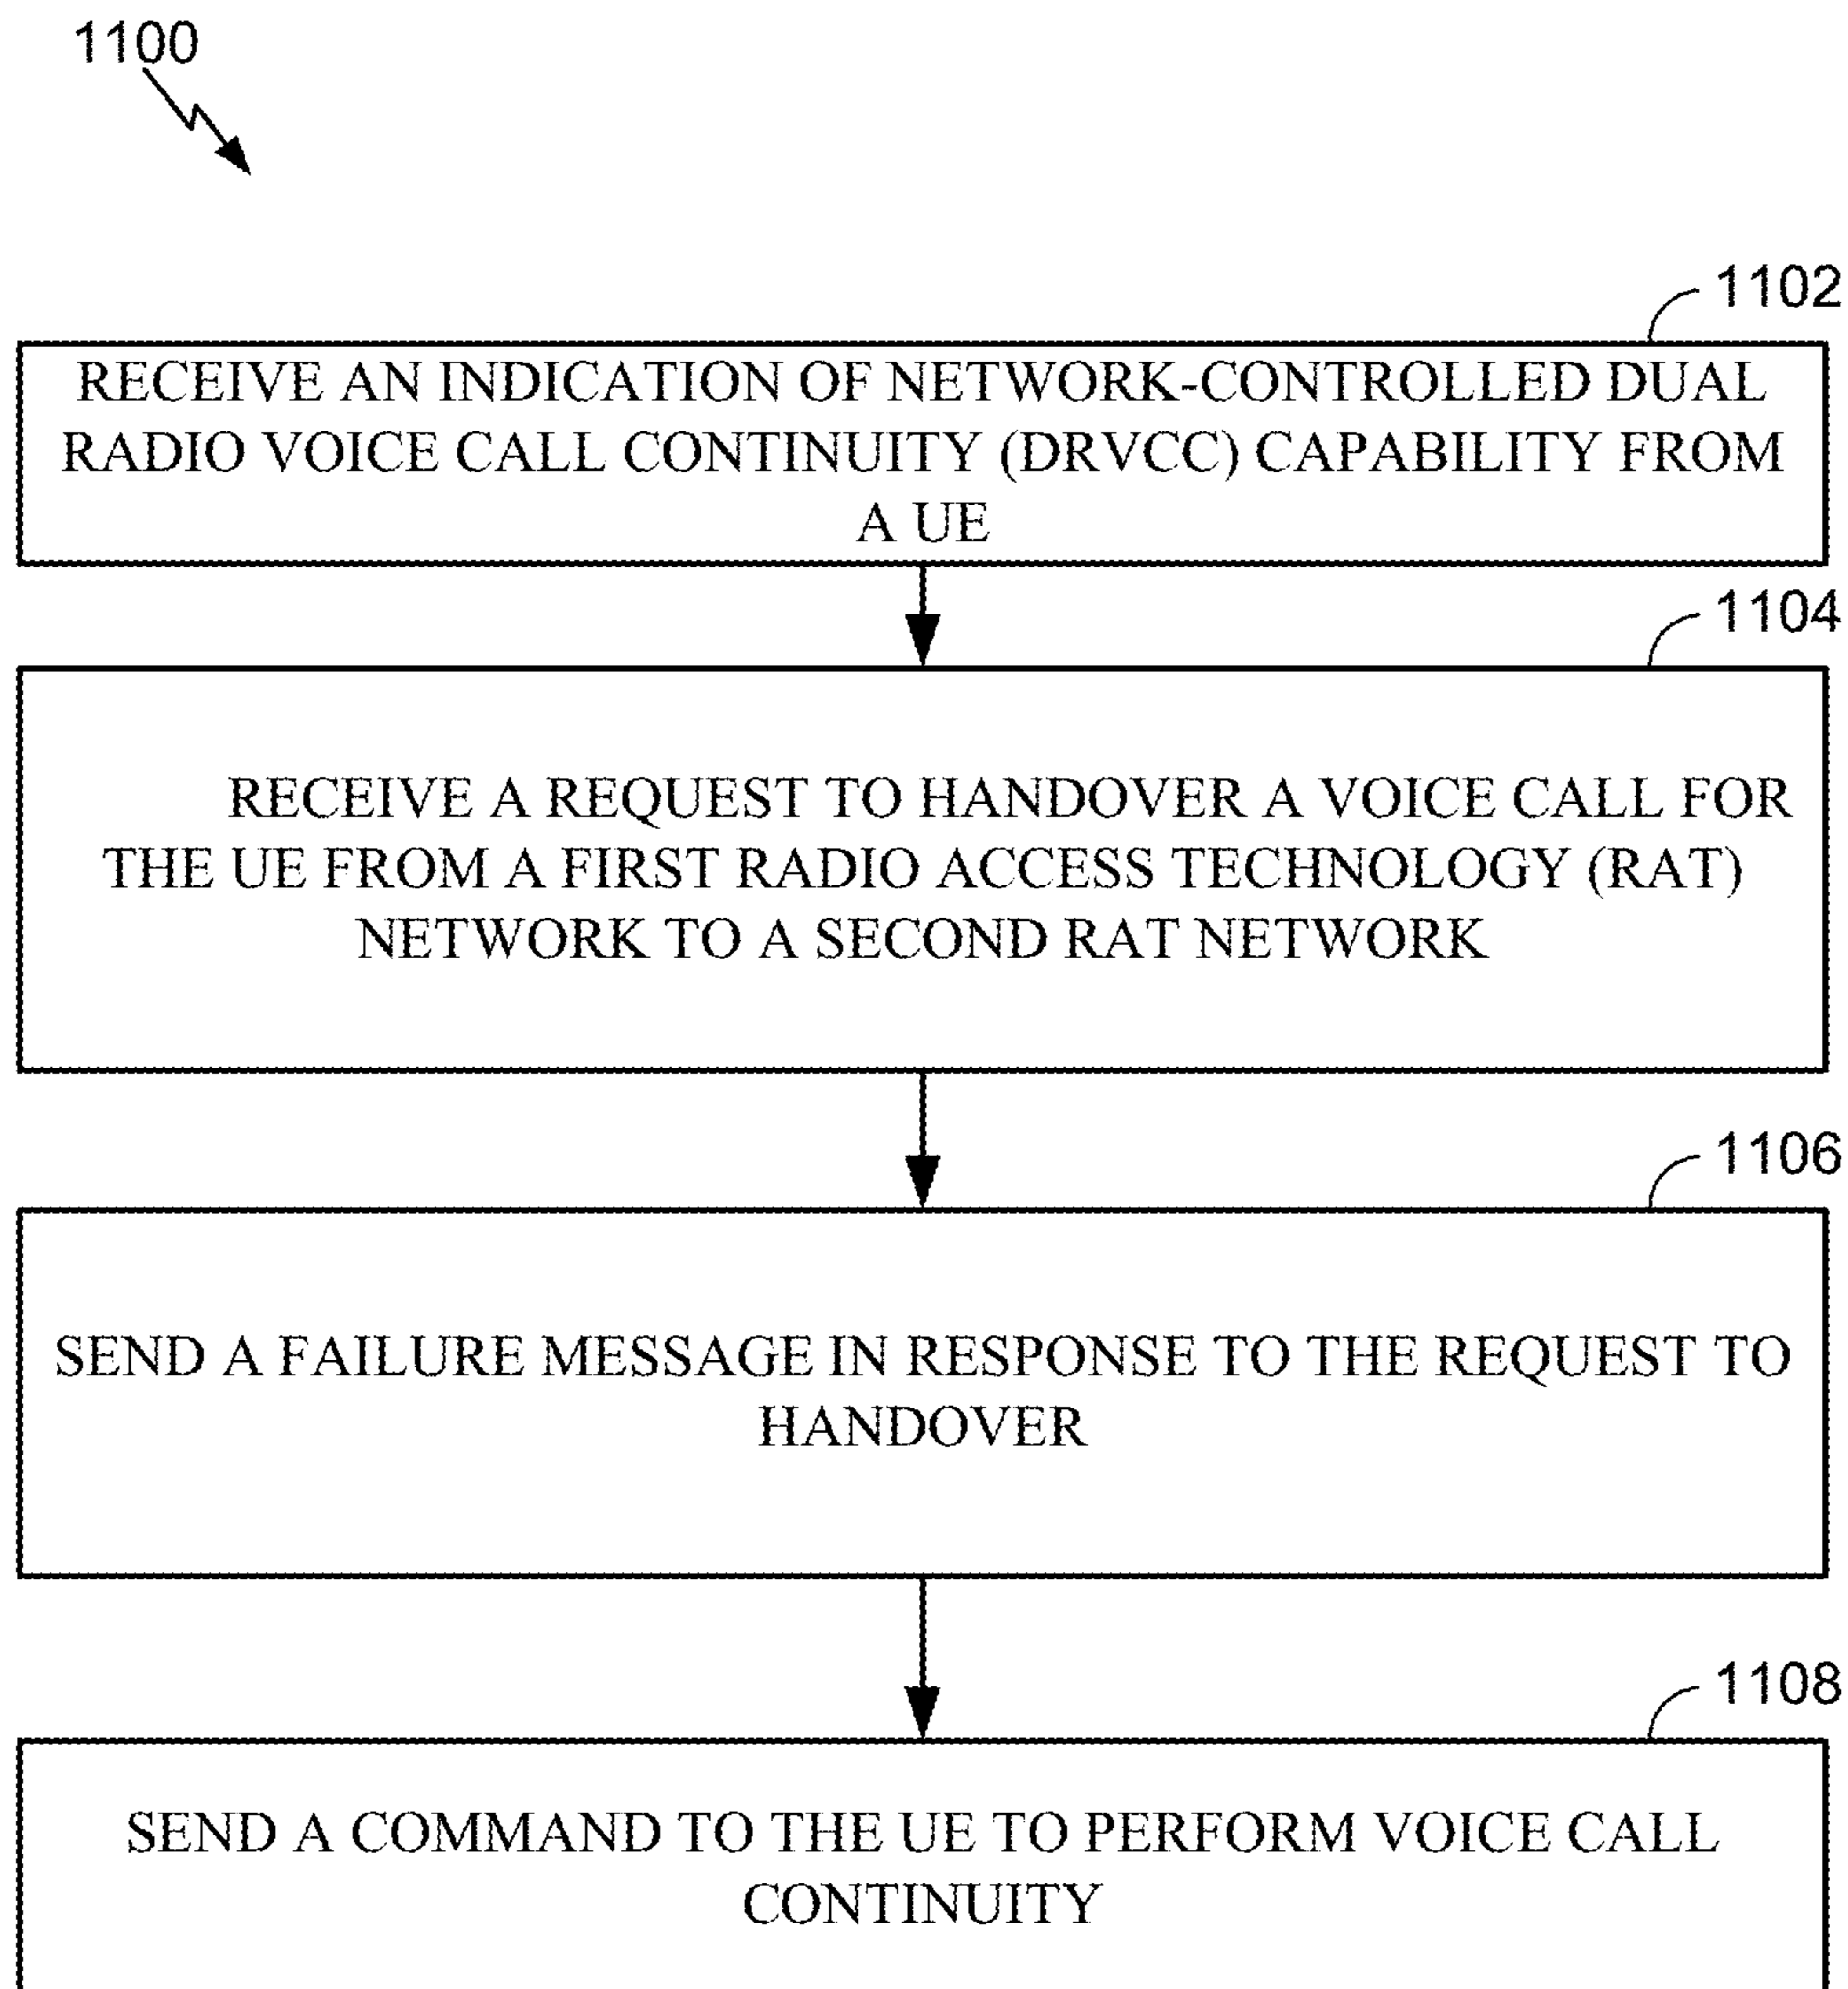 1100
1102
RECEIVE AN INDICATION OF NETWORK-CONTROLLED DUAL
RADIO VOICE CALL CONTINUITY (DRVCC) CAPABILITY FROM
A UE
1104
RECEIVE A REQUEST TO HANDOVER A VOICE CALL FOR
THE UE FROM A FIRST RADIO ACCESS TECHNOLOGY (RAT)
NETWORK TO A SECOND RAT NETWORK
1106
SEND A FAILURE MESSAGE IN RESPONSE TO THE REQUEST TO
HANDOVER
1108
SEND A COMMAND TO THE UE TO PERFORM VOICE CALL
CONTINUITY